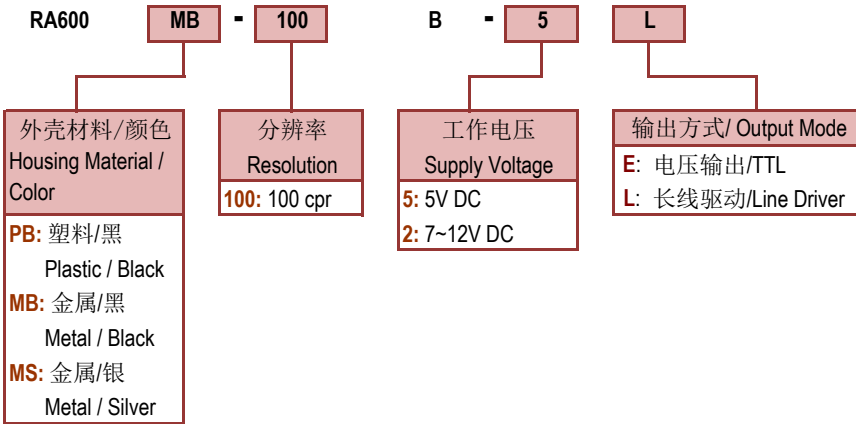 RA600 MB - 100 B - 5 L
外壳材料/颜色
Housing Material /
Color
PB: 塑料/黑
Plastic / Black
MB: 金属/黑
Metal / Black
MS: 金属/银
Metal / Silver
分辨率
Resolution
100: 100 cpr
工作电压
Supply Voltage
5: 5V DC
2: 7~12V DC
输出方式/ Output Mode
E: 电压输出/TTL
L: 长线驱动/Line Driver